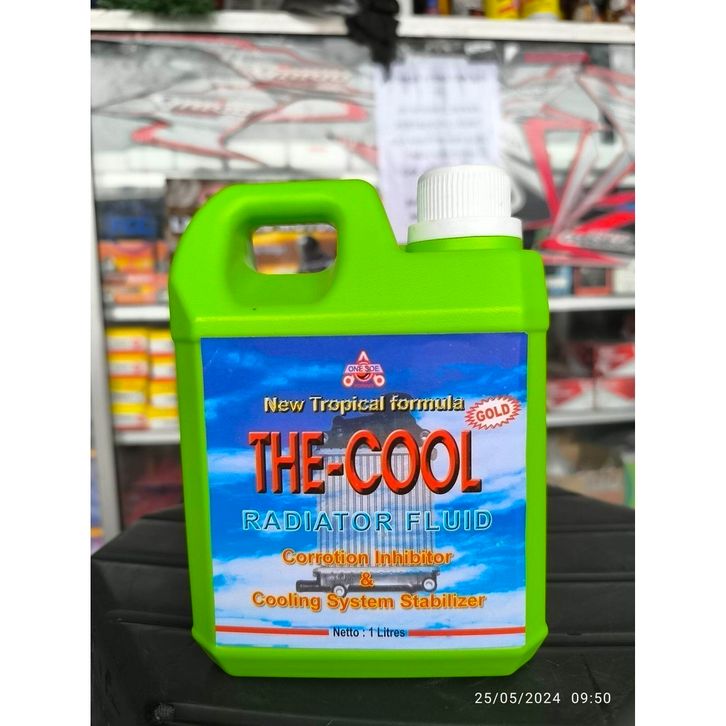 ONE SOE
New Tropical formula
GOLD
THE-COOL
RADIATOR FLUID
Corrotion Inhibitor
&
Cooling System Stabilizer
Netto : 1 Litres
25/05/2024 09:50